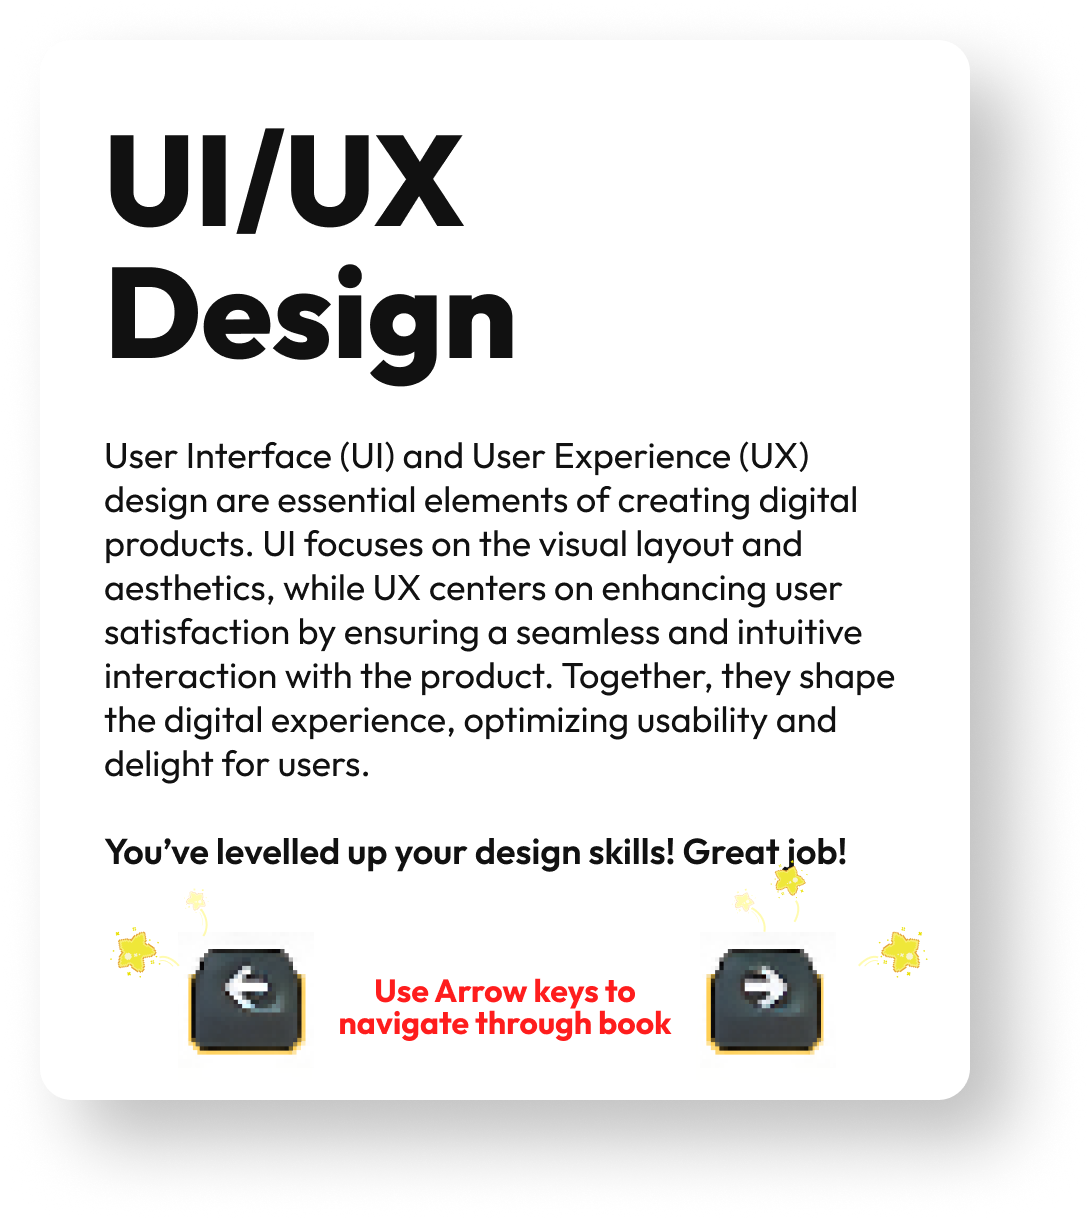 UI/UX
Design
User Interface (UI) and User Experience (UX)
design are essential elements of creating digital
products. UI focuses on the visual layout and
aesthetics, while UX centers on enhancing user
satisfaction by ensuring a seamless and intuitive
interaction with the product. Together, they shape
the digital experience, optimizing usability and
delight for users.
You’ve levelled up your design skills! Great job!
Use Arrow keys to
navigate through book